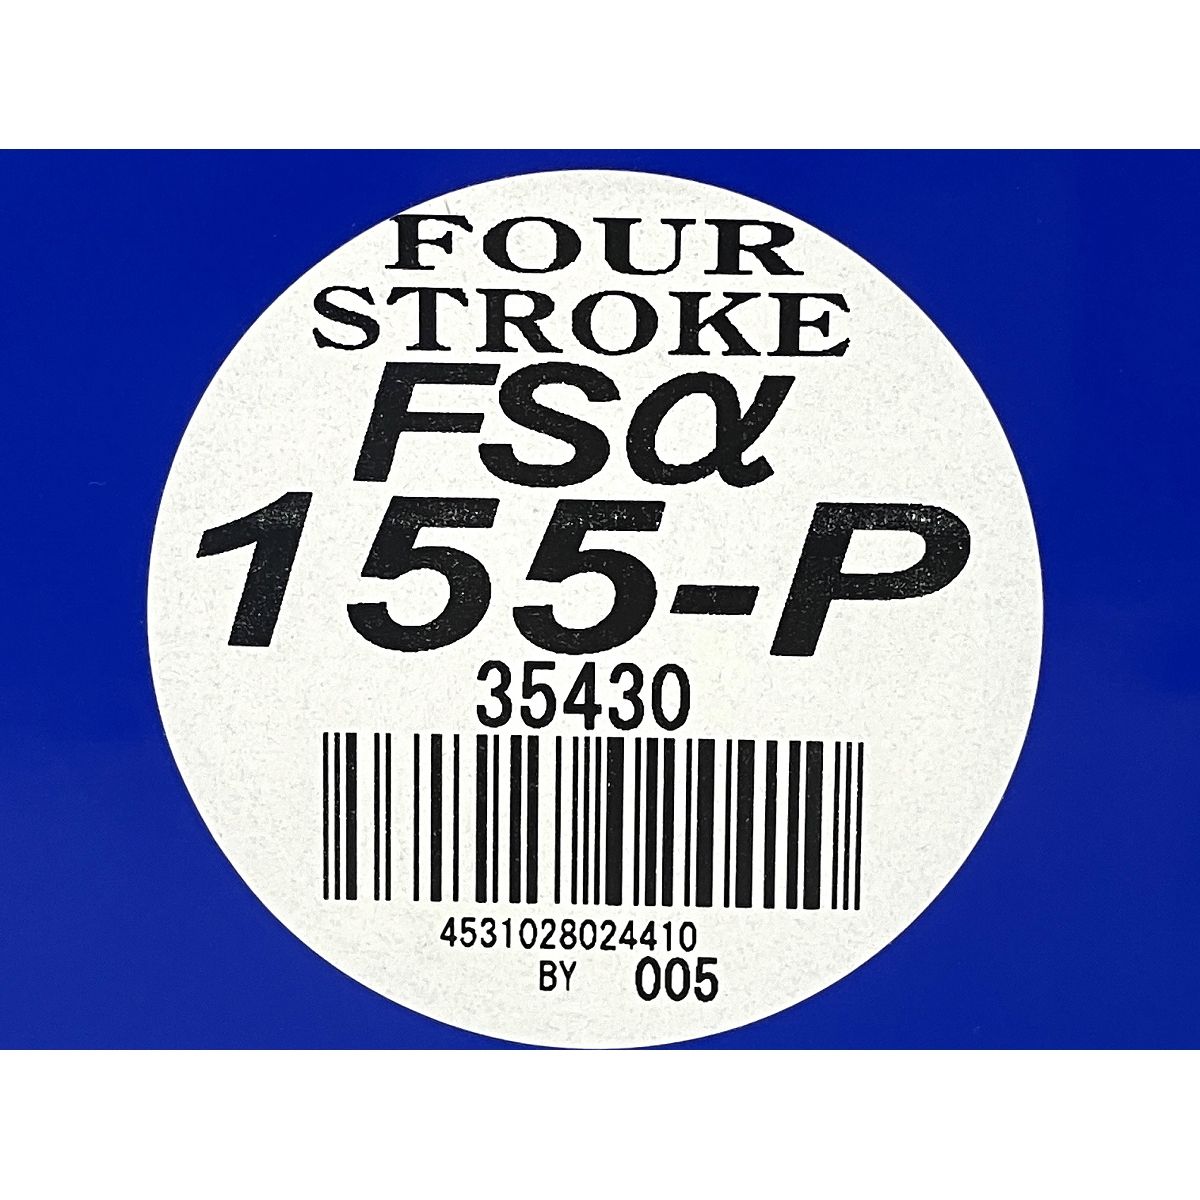 FOUR
STROKE
FSα
155-P
35430
4531028024410
BY 005